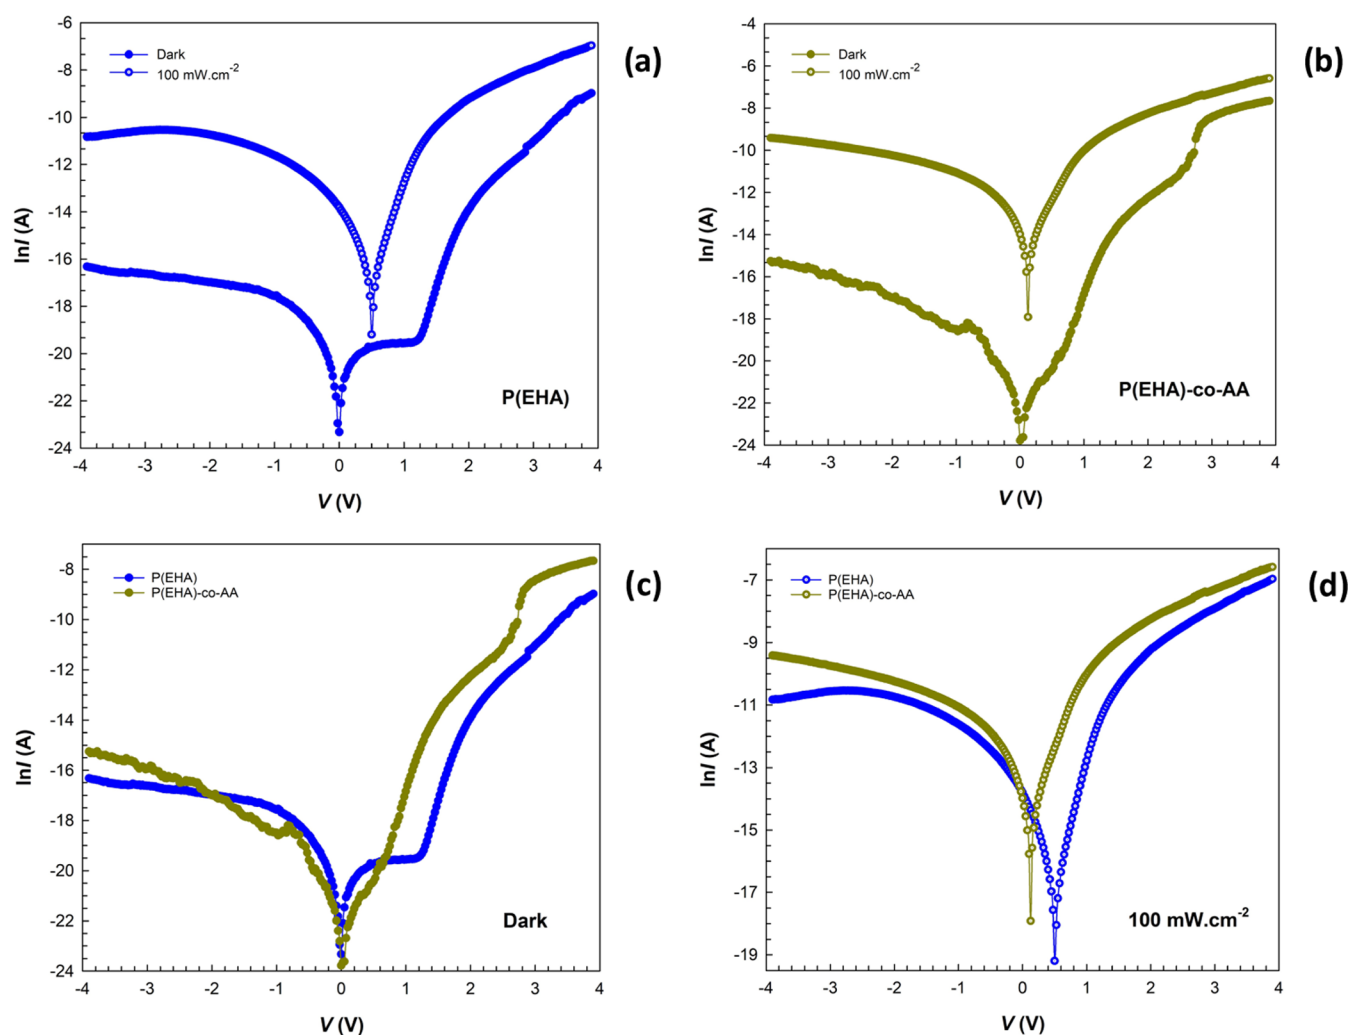 -6
-8
-10
-12
-14
-16
-18
-20
-22
-24
lnI (A)
Dark
100 mW.cm-2
P(EHA)
-4 -3 -2 -1 0 1 2 3 4
V (V)
(a)
-4
-6
-8
-10
-12
-14
-16
-18
-20
-22
-24
lnI (A)
Dark
100 mW.cm-2
P(EHA)-co-AA
-4 -3 -2 -1 0 1 2 3 4
V (V)
(b)
-8
-10
-12
-14
-16
-18
-20
-22
-24
lnI (A)
P(EHA)
P(EHA)-co-AA
Dark
-4 -3 -2 -1 0 1 2 3 4
V (V)
(c)
-7
-9
-11
-13
-15
-17
-19
lnI (A)
P(EHA)
P(EHA)-co-AA
100 mW.cm-2
-4 -3 -2 -1 0 1 2 3 4
V (V)
(d)